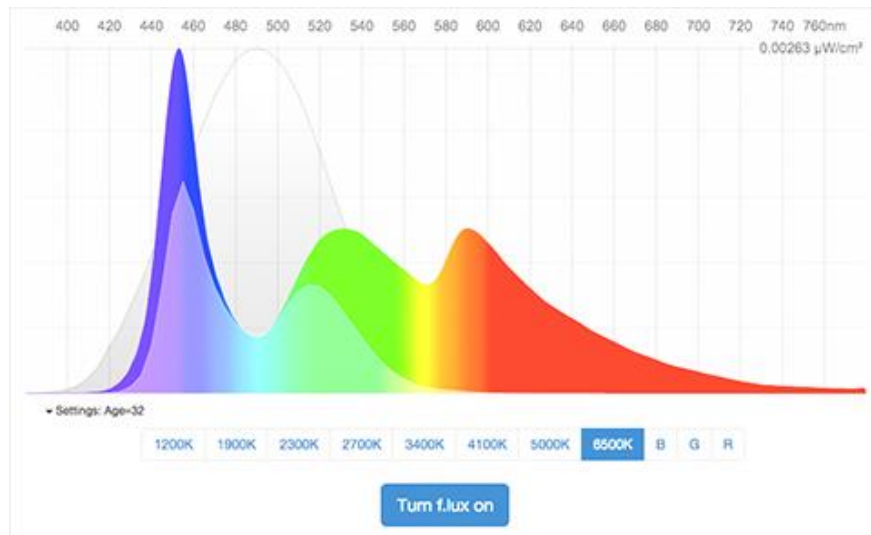 400 420 440 460 480 500 520 540 560 580 600 620 640 660 680 700 720 740 760nm
0.00263 μW/cm²
▾ Settings: Age=32
1200K 1900K 2300K 2700K 3400K 4100K 5000K 6500K B G R
Turn f.lux on